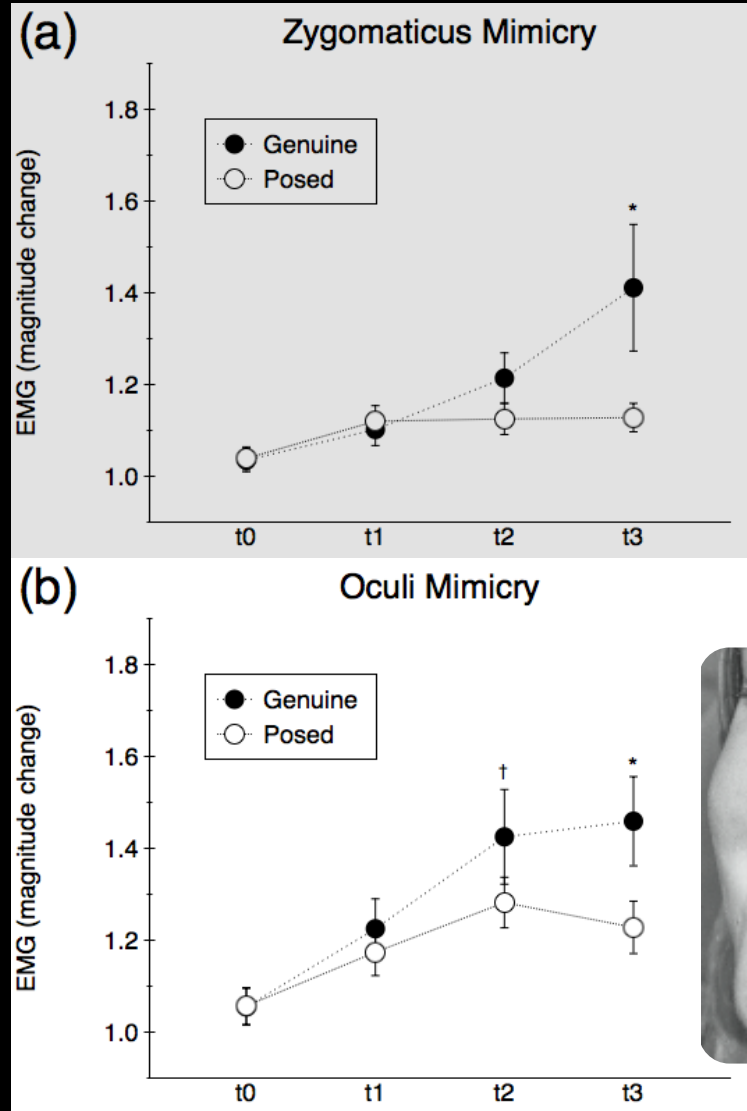 (a) Zygomaticus Mimicry
EMG (magnitude change)
1.8
1.6
1.4
1.2
1.0
Genuine
Posed
*
t0 t1 t2 t3
(b) Oculi Mimicry
EMG (magnitude change)
1.8
1.6
1.4
1.2
1.0
Genuine
Posed
† *
t0 t1 t2 t3